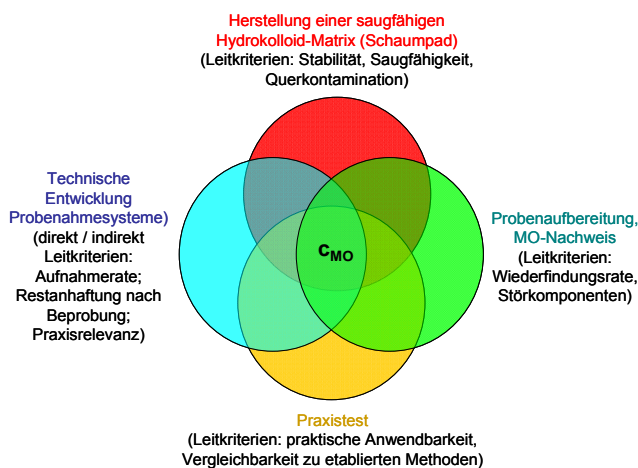 Herstellung einer saugfähigen
Hydrokolloid-Matrix (Schaumpad)
(Leitkriterien: Stabilität, Saugfähigkeit,
Querkontamination)
Technische
Entwicklung
Probenahmesysteme)
(direkt / indirekt
Leitkriterien:
Aufnahmerate;
Restanhaftung nach
Beprobung;
Praxisrelevanz)
cMO
Probenaufbereitung,
MO-Nachweis
(Leitkriterien:
Wiederfindungsrate,
Störkomponenten)
Praxistest
(Leitkriterien: praktische Anwendbarkeit,
Vergleichbarkeit zu etablierten Methoden)